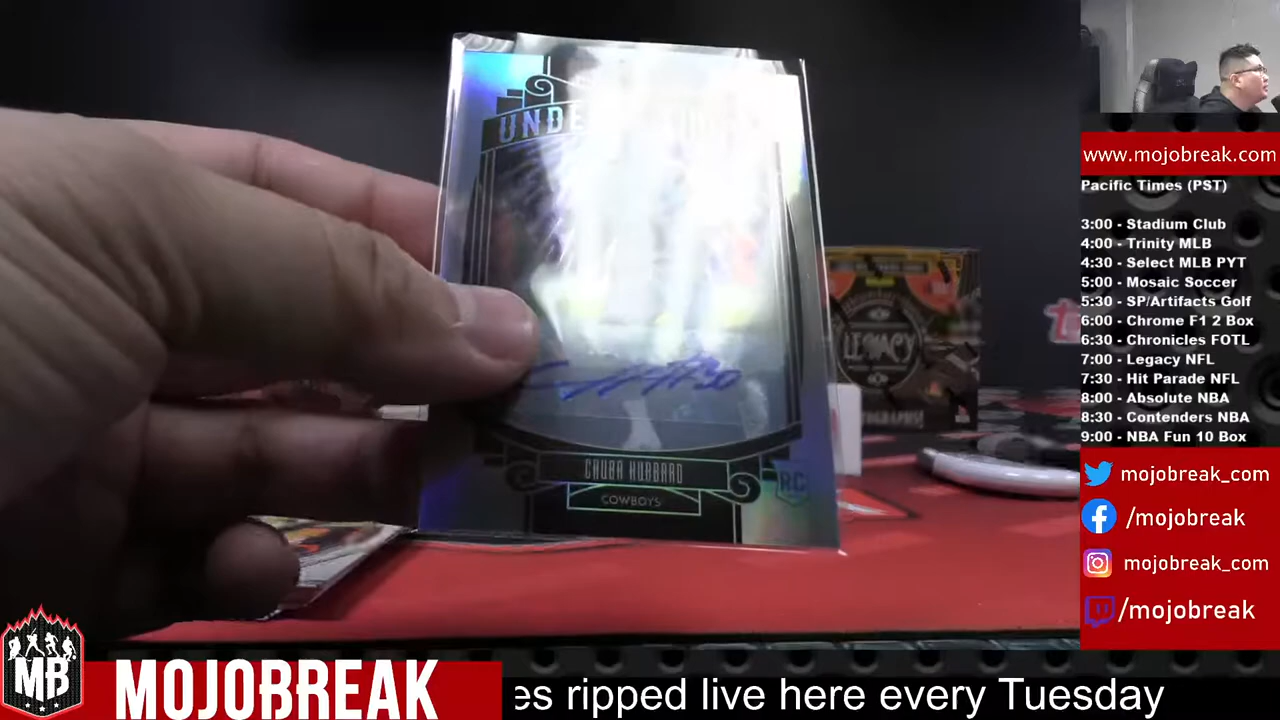 UNDE
#30
CHUBA HUBBARD
COWBOYS
RC
LEGACY
AUTOGRAPHS!
www.mojobreak.com
Pacific Times (PST)
3:00 - Stadium Club
4:00 - Trinity MLB
4:30 - Select MLB PYT
5:00 - Mosaic Soccer
5:30 - SP/Artifacts Golf
6:00 - Chrome F1 2 Box
6:30 - Chronicles FOTL
7:00 - Legacy NFL
7:30 - Hit Parade NFL
8:00 - Absolute NBA
8:30 - Contenders NBA
9:00 - NBA Fun 10 Box
mojobreak_com
/mojobreak
mojobreak_com
/mojobreak
MB
MOJOBREAK
es ripped live here every Tuesday